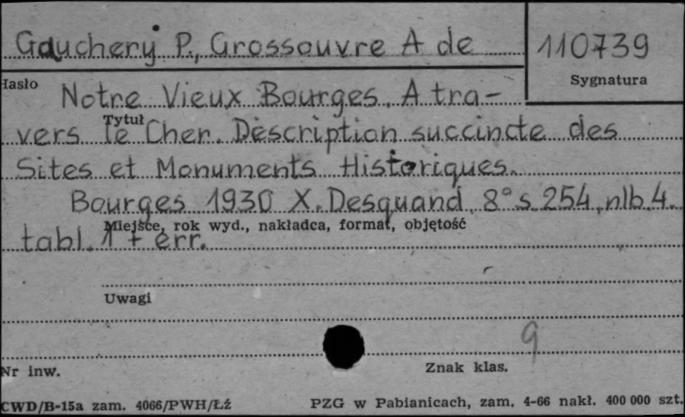 Gauchery P., Grossouvre A de
110739
Hasło
Sygnatura
Notre Vieux Bourges. A tra-
Tytuł
vers le Cher. Description succincte des
Sites et Monuments Historiques.
Bourges 1930 X. Desquand 8° s. 254, nlb. 4.
Miejsce, rok wyd., nakładca, format, objętość
tabl. 1 + err.
Uwagi
9
Nr inw.
Znak klas.
CWD/B-15a zam. 4066/PWH/Łź
PZG w Pabianicach, zam. 4-66 nakł. 400 000 szt.